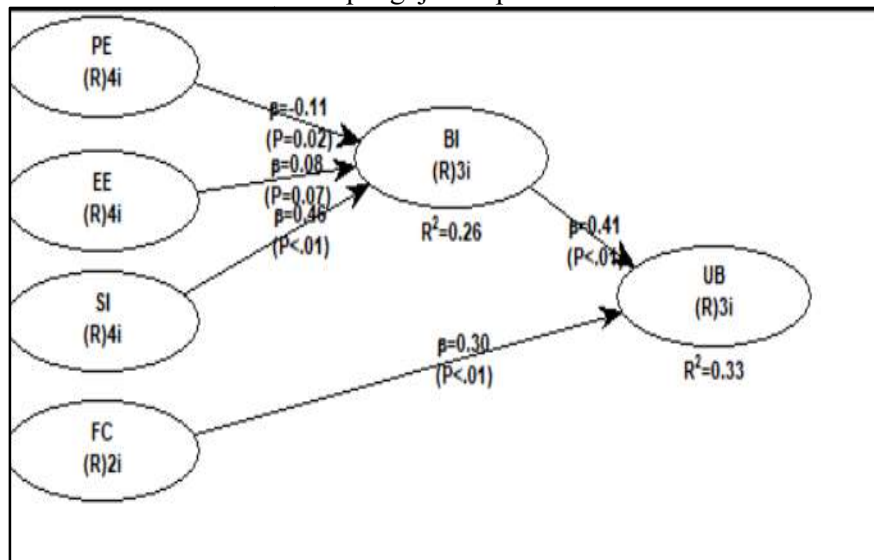 PE
(R)4i
β=-0.11
(P=0.02)
BI
(R)3i
R²=0.26
EE
(R)4i
β=0.08
(P=0.07)
SI
(R)4i
β=0.46
(P<.01)
β=0.41
(P<.01)
UB
(R)3i
R²=0.33
FC
(R)2i
β=0.30
(P<.01)